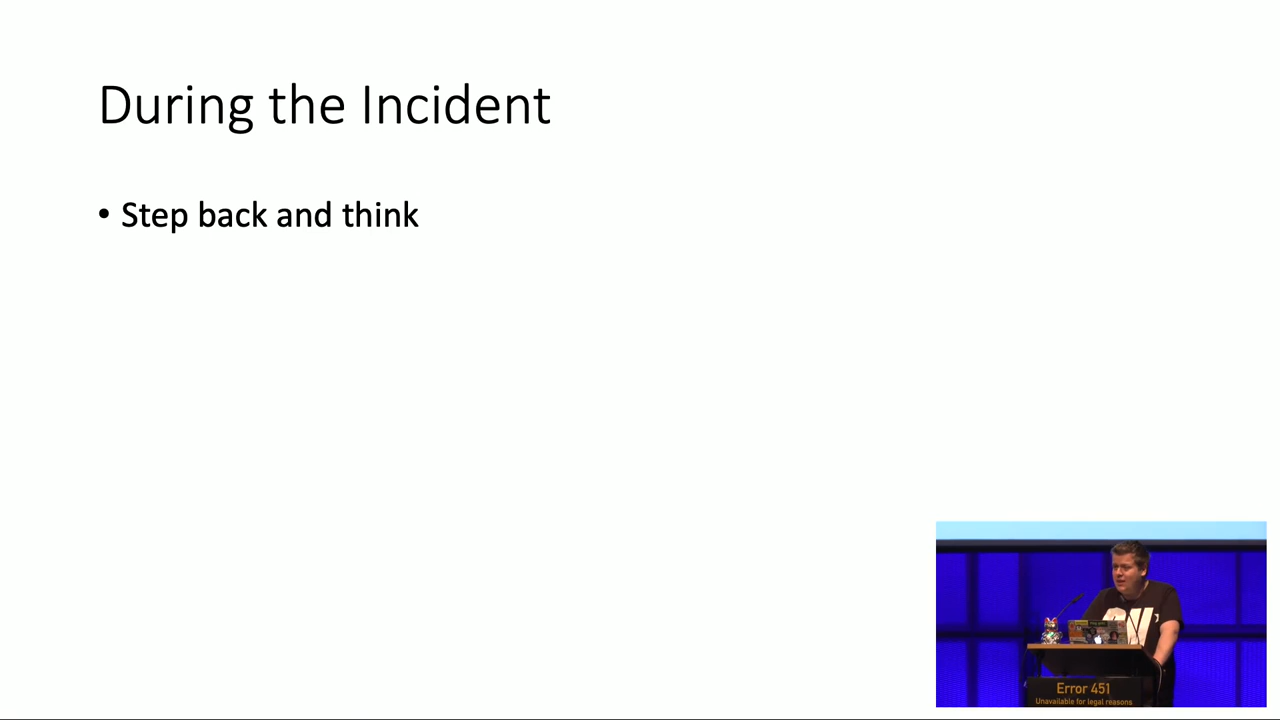 During the Incident
• Step back and think
Error 451
Unavailable for legal reasons